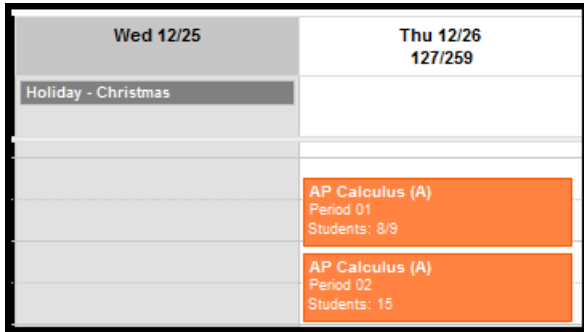 Wed 12/25
Thu 12/26
127/259
Holiday - Christmas
AP Calculus (A)
Period 01
Students: 8/9
AP Calculus (A)
Period 02
Students: 15